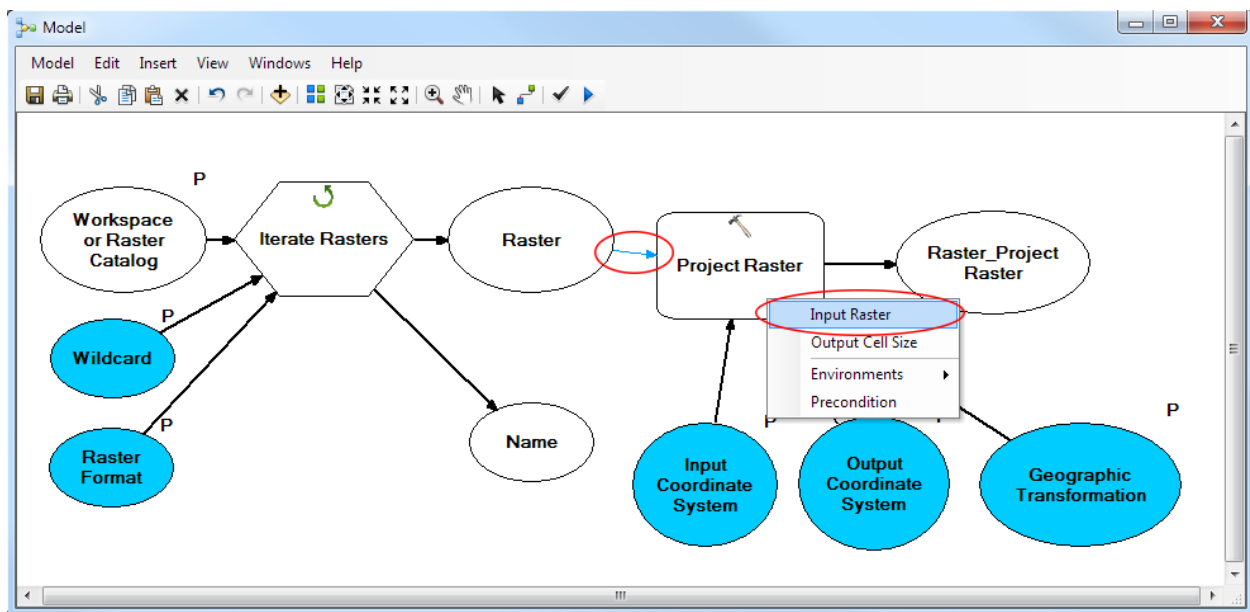 Model
Model Edit Insert View Windows Help
P
Workspace
or Raster
Catalog
Iterate Rasters
Raster
Project Raster
Raster_Project
Raster
Input Raster
Output Cell Size
Environments
Precondition
P
Wildcard
P
Raster
Format
Name
P
Input
Coordinate
System
Output
Coordinate
System
P
Geographic
Transformation